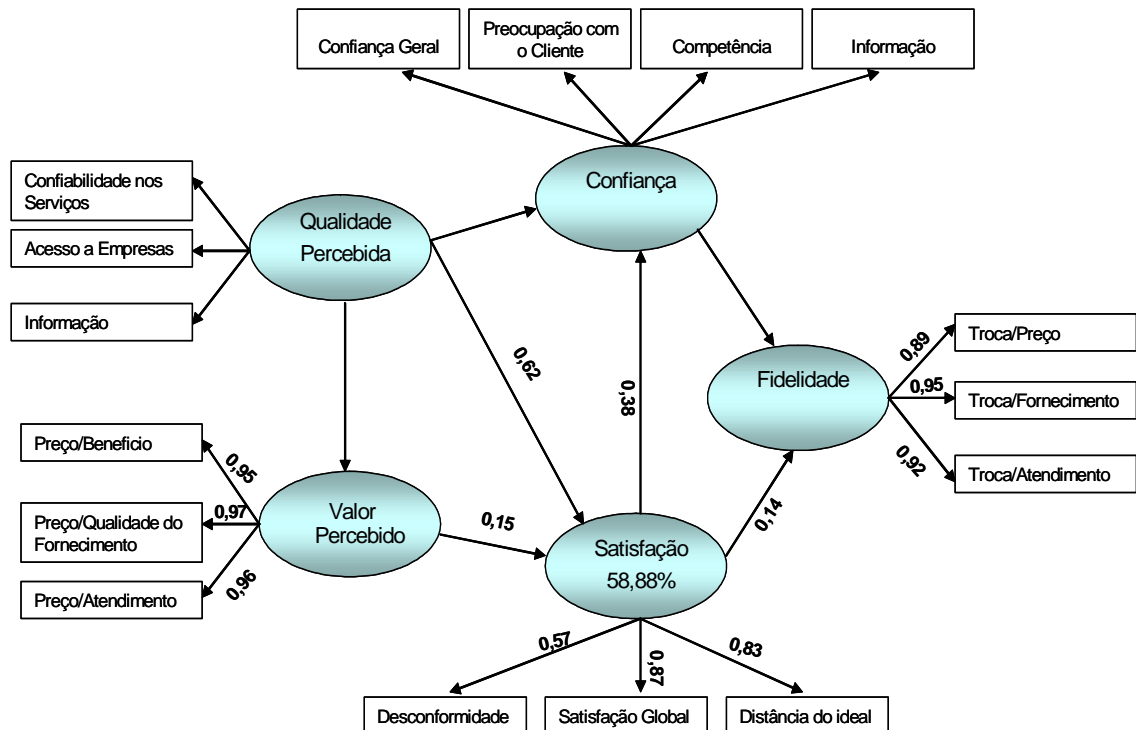 Confiança Geral
Preocupação com
o Cliente
Competência
Informação
Confiança
Confiabilidade nos
Serviços
Acesso a Empresas
Informação
Qualidade
Percebida
0,62
0,38
Fidelidade
0,89
0,95
0,92
Troca/Preço
Troca/Fornecimento
Troca/Atendimento
Preço/Beneficio
Preço/Qualidade do
Fornecimento
Preço/Atendimento
0,95
0,97
0,96
Valor
Percebido
0,15
Satisfação
58,88%
0,14
0,57
0,87
0,83
Desconformidade
Satisfação Global
Distância do ideal